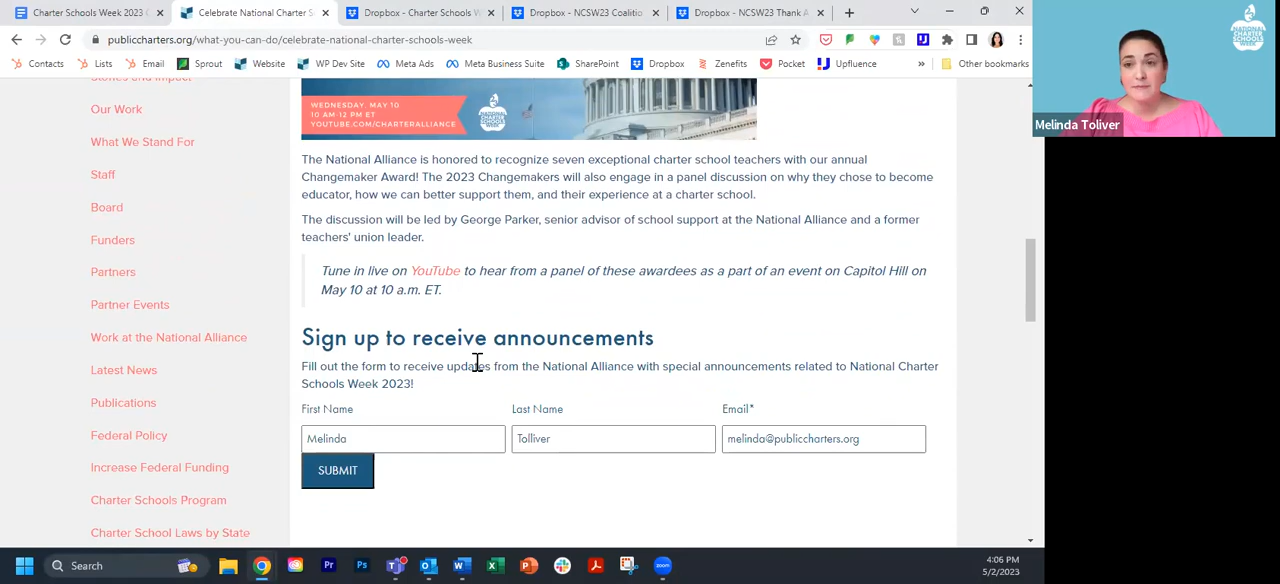 Charter Schools Week 2023
Celebrate National Charter S
Dropbox - Charter Schools W
Dropbox - NCSW23 Coalitio
Dropbox - NCSW23 Thank A
publiccharters.org/what-you-can-do/celebrate-national-charter-schools-week
Contacts
Lists
Email
Sprout
Website
WP Dev Site
Meta Ads
Meta Business Suite
SharePoint
Dropbox
Zenefits
Pocket
Upfluence
»
Other bookmarks
NATIONAL CHARTER SCHOOLS WEEK
Melinda Toliver
Stories and Impact
Our Work
What We Stand For
Staff
Board
Funders
Partners
Partner Events
Work at the National Alliance
Latest News
Publications
Federal Policy
Increase Federal Funding
Charter Schools Program
Charter School Laws by State
WEDNESDAY, MAY 10
10 AM-12 PM ET
YOUTUBE.COM/CHARTERALLIANCE
The National Alliance is honored to recognize seven exceptional charter school teachers with our annual
Changemaker Award! The 2023 Changemakers will also engage in a panel discussion on why they chose to become
educator, how we can better support them, and their experience at a charter school.
The discussion will be led by George Parker, senior advisor of school support at the National Alliance and a former
teachers' union leader.
Tune in live on YouTube to hear from a panel of these awardees as a part of an event on Capitol Hill on
May 10 at 10 a.m. ET.
Sign up to receive announcements
Fill out the form to receive updates from the National Alliance with special announcements related to National Charter
Schools Week 2023!
First Name
Last Name
Email*
Melinda
Tolliver
melinda@publiccharters.org
SUBMIT
Search
4:06 PM
5/2/2023